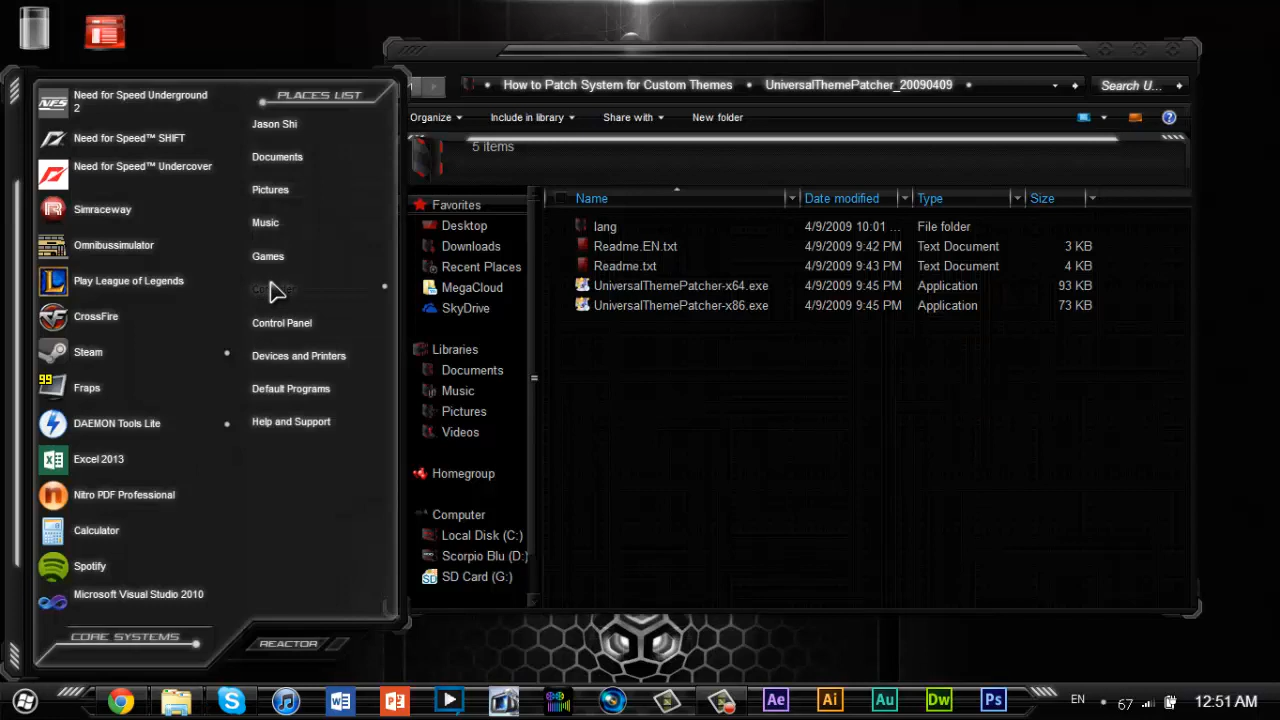 How to Patch System for Custom Themes
UniversalThemePatcher_20090409
Search U...
Organize
Include in library
Share with
New folder
5 items
Name
Date modified
Type
Size
lang
4/9/2009 10:01 ...
File folder
Readme.EN.txt
4/9/2009 9:42 PM
Text Document
3 KB
Readme.txt
4/9/2009 9:43 PM
Text Document
4 KB
UniversalThemePatcher-x64.exe
4/9/2009 9:45 PM
Application
93 KB
UniversalThemePatcher-x86.exe
4/9/2009 9:45 PM
Application
73 KB
Favorites
Desktop
Downloads
Recent Places
MegaCloud
SkyDrive
Libraries
Documents
Music
Pictures
Videos
Homegroup
Computer
Local Disk (C:)
Scorpio Blu (D:)
SD Card (G:)
NFS
Need for Speed Underground
2
Need for Speed™ SHIFT
Need for Speed™ Undercover
Simraceway
Omnibussimulator
Play League of Legends
CrossFire
Steam
99
Fraps
DAEMON Tools Lite
Excel 2013
Nitro PDF Professional
Calculator
Spotify
Microsoft Visual Studio 2010
CORE SYSTEMS
PLACES LIST
Jason Shi
Documents
Pictures
Music
Games
Control Panel
Devices and Printers
Default Programs
Help and Support
REACTOR
Ae
Ai
Au
Dw
Ps
EN
67
12:51 AM